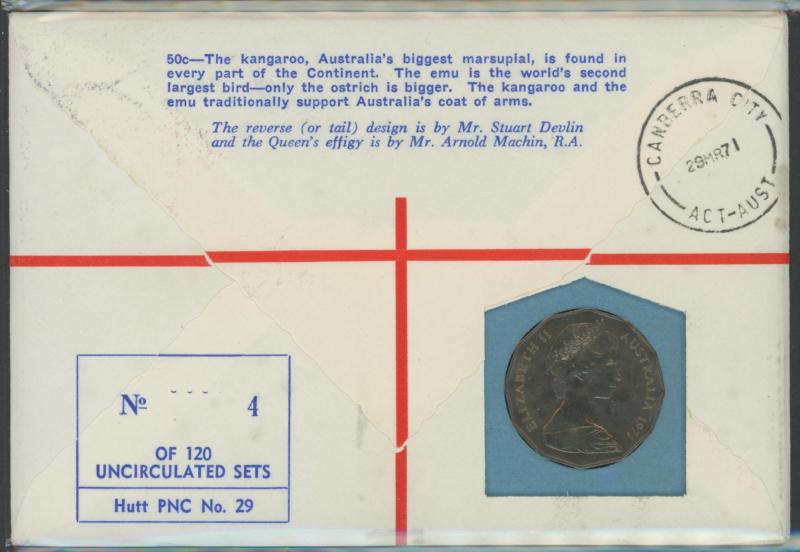 50c—The kangaroo, Australia's biggest marsupial, is found in
every part of the Continent. The emu is the world's second
largest bird—only the ostrich is bigger. The kangaroo and the
emu traditionally support Australia's coat of arms.
The reverse (or tail) design is by Mr. Stuart Devlin
and the Queen's effigy is by Mr. Arnold Machin, R.A.
CANBERRA CITY
29MR71
ACT-AUST
ELIZABETH II
AUSTRALIA 1971
No 4
OF 120
UNCIRCULATED SETS
Hutt PNC No. 29